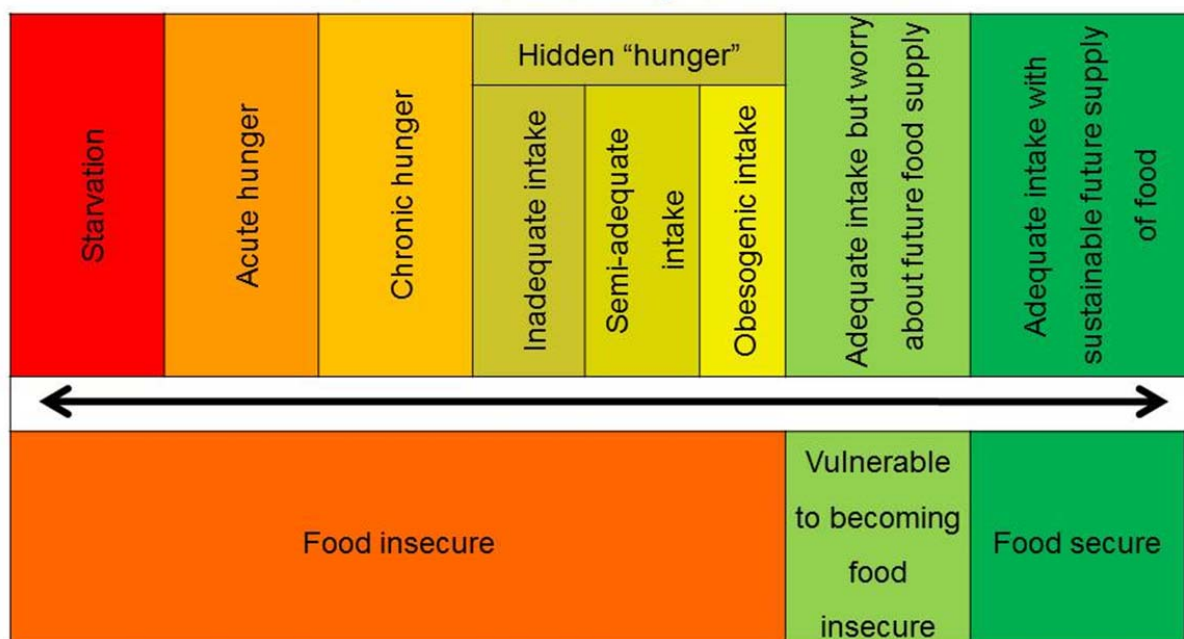 Starvation
Acute hunger
Chronic hunger
Hidden “hunger”
Inadequate intake
Semi-adequate
intake
Obesogenic intake
Adequate intake but worry
about future food supply
Adequate intake with
sustainable future supply
of food
Food insecure
Vulnerable
to becoming
food
insecure
Food secure